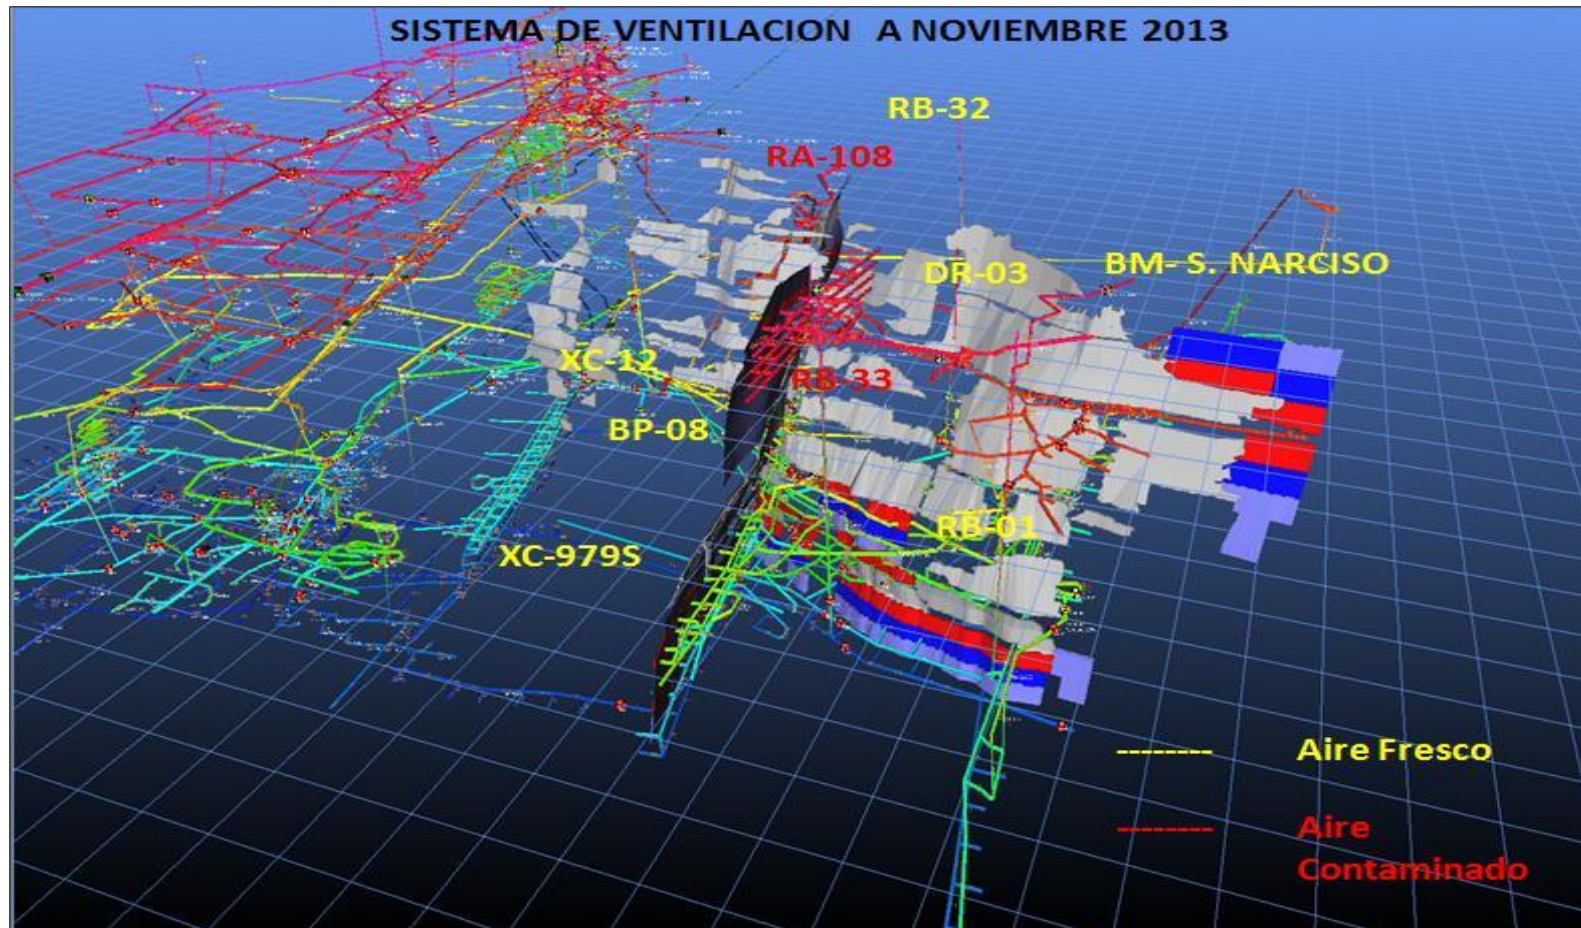 SISTEMA DE VENTILACION A NOVIEMBRE 2013
RB-32
RA-108
DR-03
BM- S. NARCISO
XC-12
RB-33
BP-08
RB-01
XC-979S
-------- Aire Fresco
-------- Aire
Contaminado